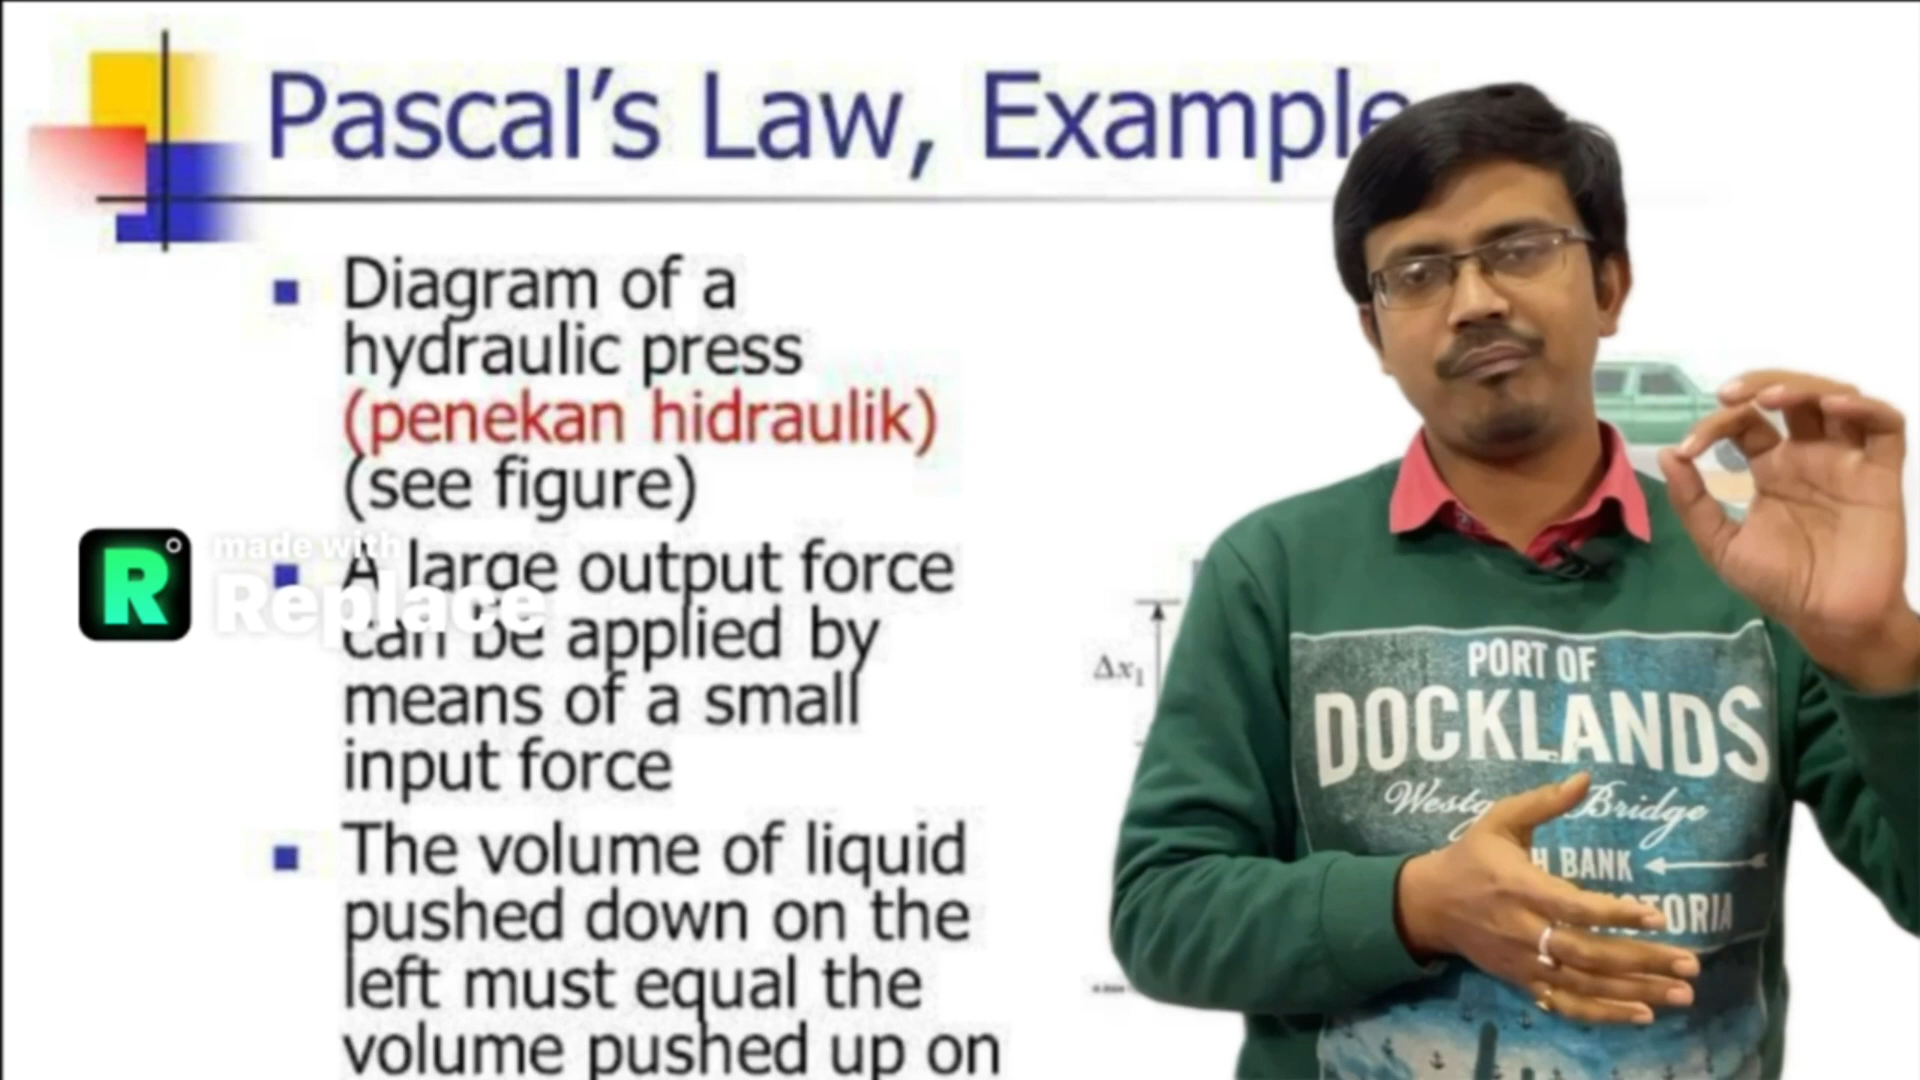 Pascal's Law, Example
Diagram of a
hydraulic press
(penekan hidraulik)
(see figure)
made with
Replace
R
A large output force
can be applied by
means of a small
input force
The volume of liquid
pushed down on the
left must equal the
volume pushed up on
Δx₁
PORT OF
DOCKLANDS
Bridge
BANK